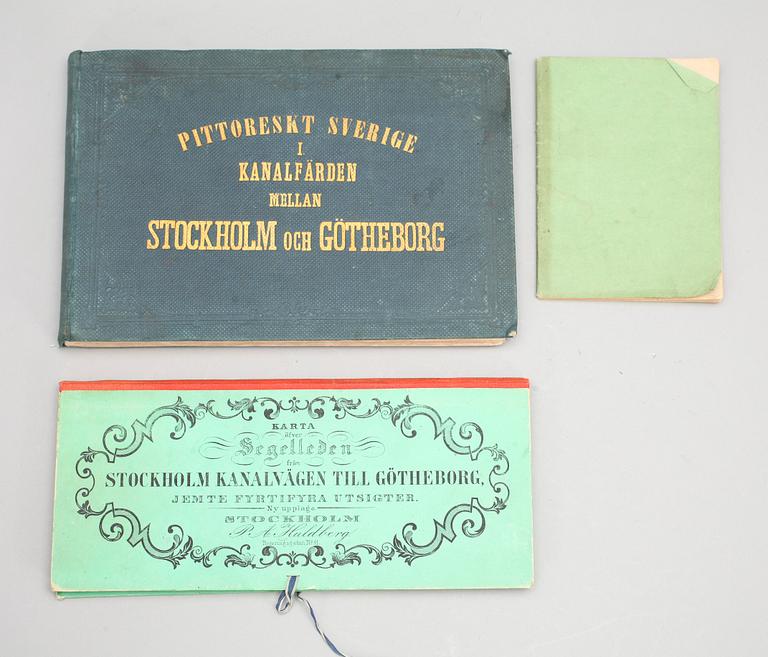 PITTORESKT SVERIGE
I
KANALFÄRDEN
MELLAN
STOCKHOLM OCH GÖTHEBORG
KARTA
öfver
Segelleden
från
STOCKHOLM KANALVÄGEN TILL GÖTHEBORG,
JEMTE FYRTIFYRA UTSIGTER.
Ny upplaga
STOCKHOLM
P. A. Huldberg